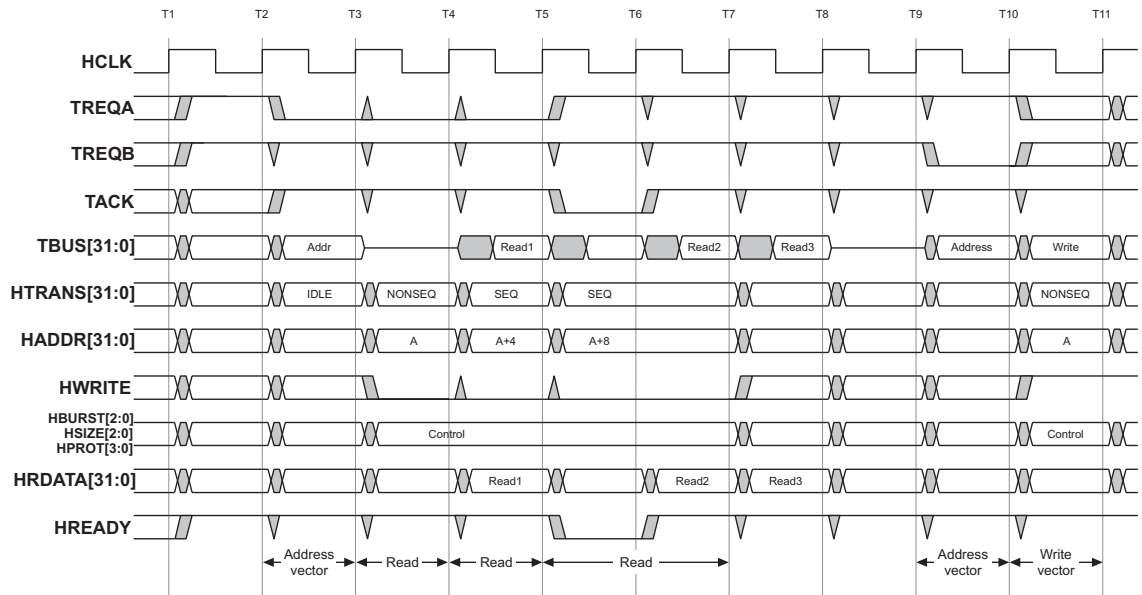 T1 T2 T3 T4 T5 T6 T7 T8 T9 T10 T11
HCLK
TREQA
TREQB
TACK
TBUS[31:0] Addr Read1 Read2 Read3 Address Write
HTRANS[31:0] IDLE NONSEQ SEQ SEQ NONSEQ
HADDR[31:0] A A+4 A+8 A
HWRITE
HBURST[2:0]
HSIZE[2:0] Control Control
HPROT[3:0]
HRDATA[31:0] Read1 Read2 Read3
HREADY
Address Read Read Read Address Write
vector vector vector